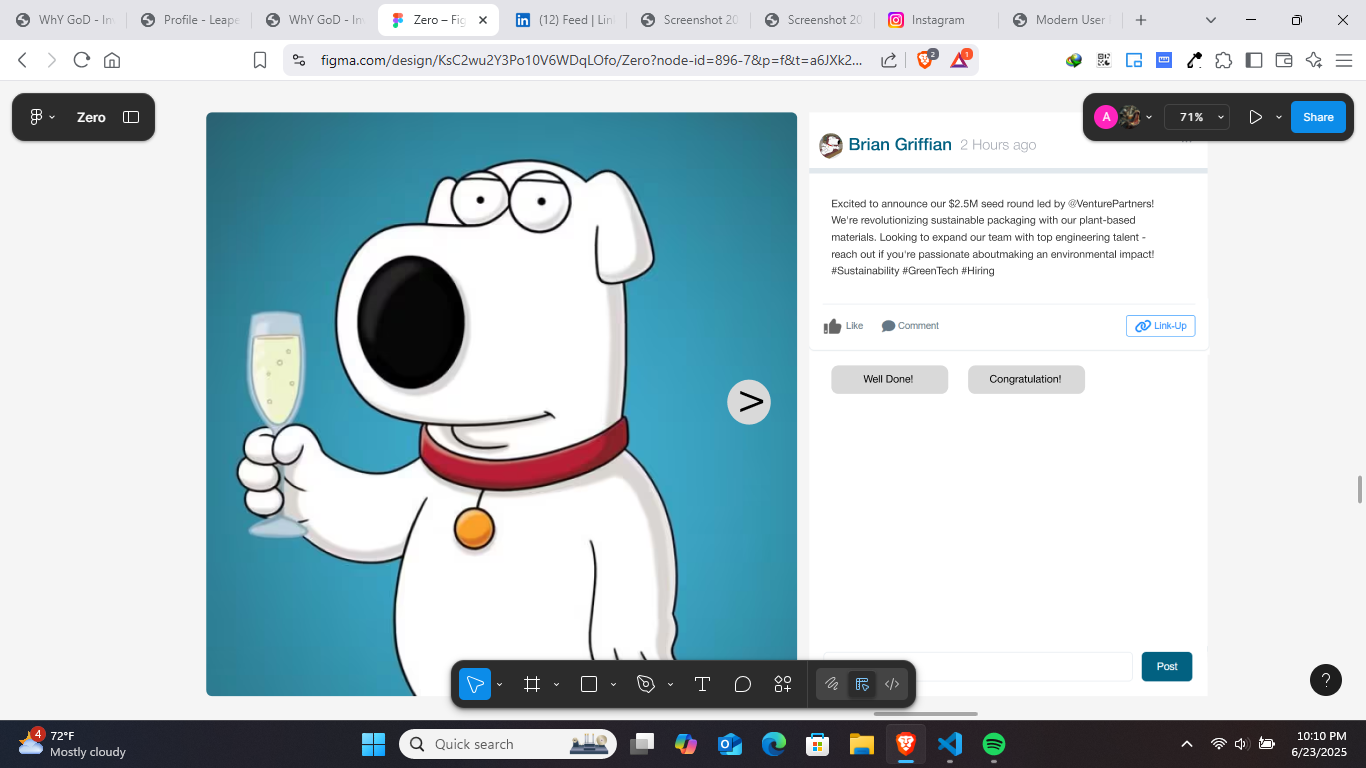 WhY GoD - Inv
Profile - Leape
WhY GoD - Inv
Zero – Fig
(12) Feed | Lin
Screenshot 20
Screenshot 20
Instagram
Modern User I
figma.com/design/KsC2wu2Y3Po10V6WDqLOfo/Zero?node-id=896-7&p=f&t=a6JXk2...
2
1
Zero
A
71%
Share
Brian Griffian 2 Hours ago
Excited to announce our $2.5M seed round led by @VenturePartners!
We're revolutionizing sustainable packaging with our plant-based
materials. Looking to expand our team with top engineering talent -
reach out if you're passionate aboutmaking an environmental impact!
#Sustainability #GreenTech #Hiring
Like
Comment
Link-Up
Well Done!
Congratulation!
>
Post
?
4
72°F
Mostly cloudy
Quick search
10:10 PM
6/23/2025